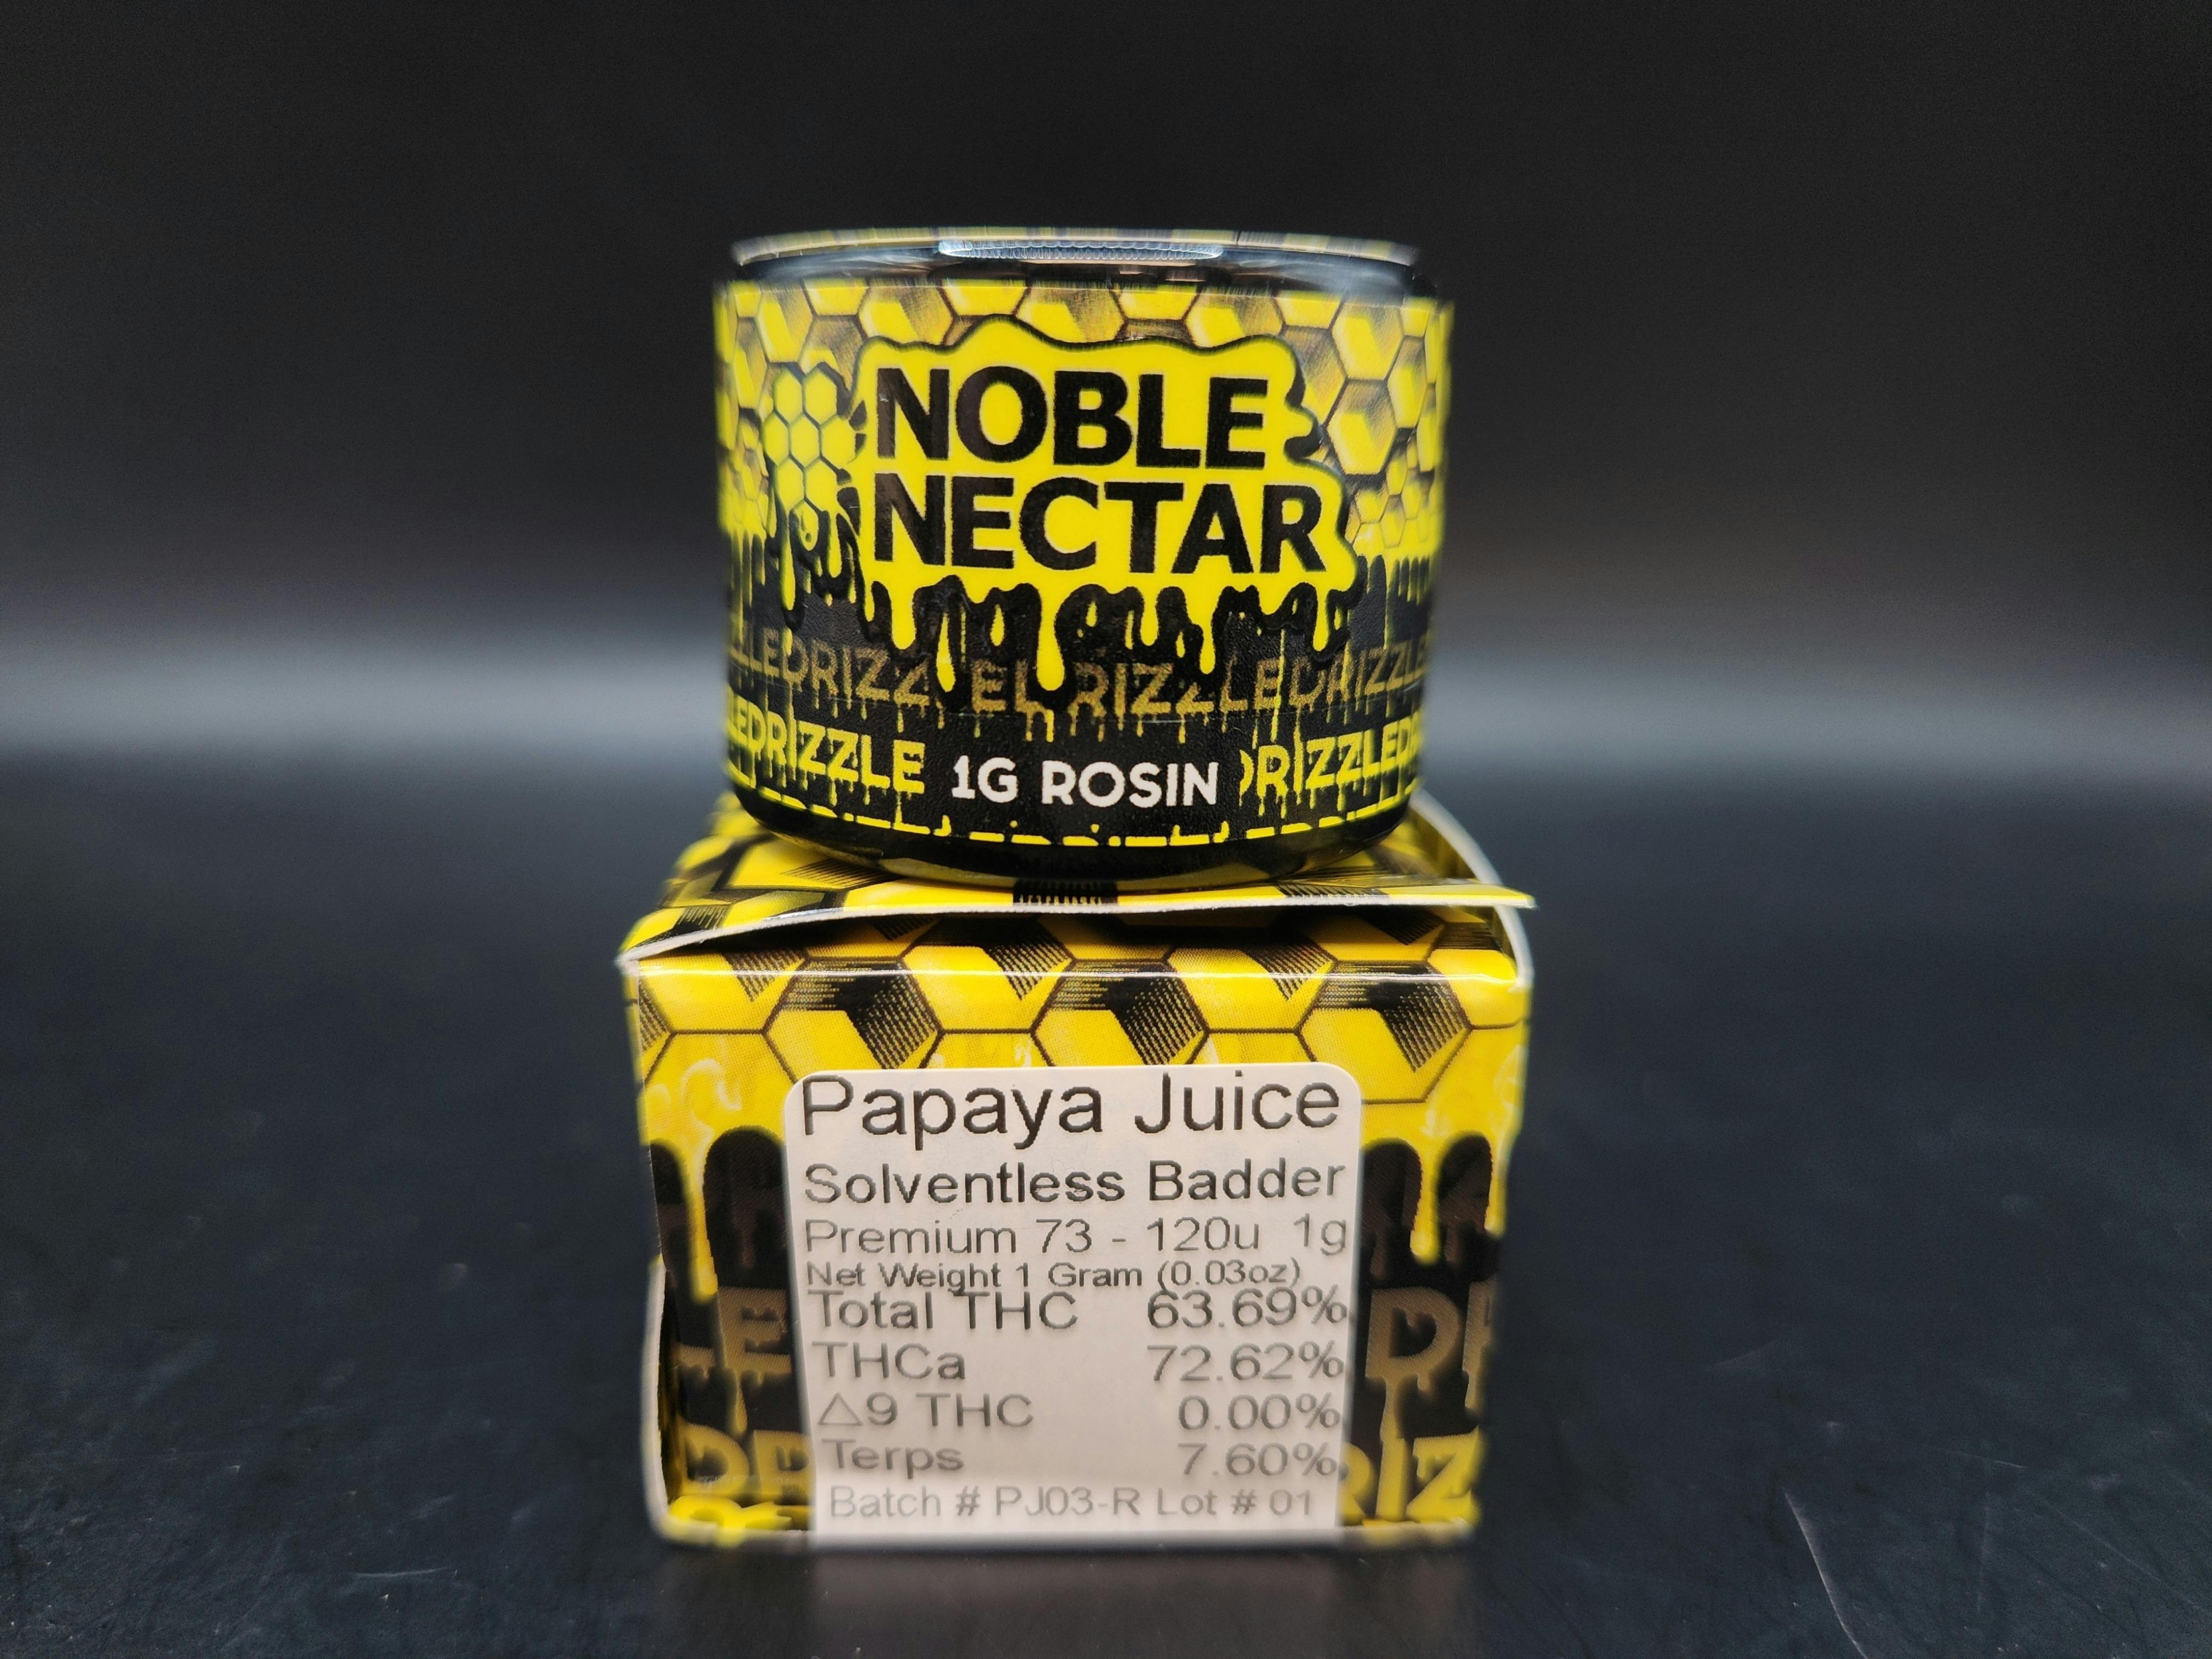 NOBLE
NECTAR
DRIZZLE
1G ROSIN
Papaya Juice
Solventless Badder
Premium 73 - 120u 1g
Net Weight 1 Gram (0.03oz)
Total THC 63.69%
THCa 72.62%
△9 THC 0.00%
Terps 7.60%
Batch # PJ03-R Lot # 01